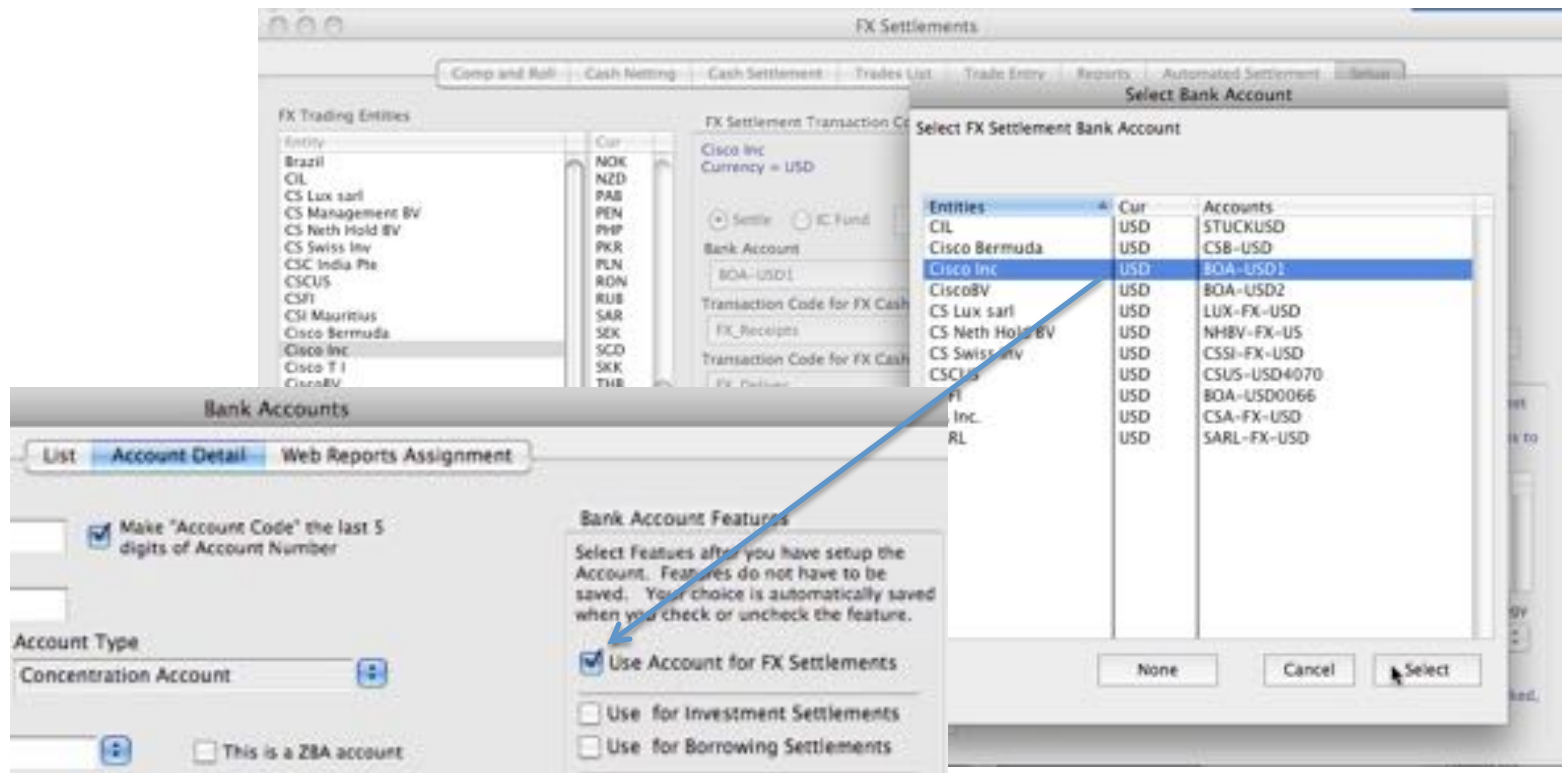 FX Settlements
Comp and Roll Cash Netting Cash Settlement Trades List Trade Entry Reports Automated Settlement Setup
FX Trading Entities
Entity
Brazil
CIL
CS Lux sarl
CS Management BV
CS Neth Hold BV
CS Swiss Inv
CSC India Pte
CSCUS
CSFI
CSI Mauritius
Cisco Bermuda
Cisco Inc
Cisco T I
CiscoBV
Cur
NOK
NZD
PAB
PEN
PHP
PKR
PLN
RON
RUB
SAR
SEK
SGD
SKK
THB
FX Settlement Transaction
Cisco Inc
Currency = USD
Settle IC Fund
Bank Account
BOA-USD1
Transaction Code for FX Cash
FX_Receipts
Transaction Code for FX Cash
FX_Deliver
Select Bank Account
Select FX Settlement Bank Account
Entities Cur Accounts
CIL USD STUCKUSD
Cisco Bermuda USD CSB-USD
Cisco Inc USD BOA-USD1
CiscoBV USD BOA-USD2
CS Lux sarl USD LUX-FX-USD
CS Neth Hold BV USD NHBV-FX-US
CS Swiss USD CSSI-FX-USD
CSCUS USD CSUS-USD4070
USD BOA-USD0066
Inc. USD CSA-FX-USD
RL USD SARL-FX-USD
None Cancel Select
Bank Accounts
List Account Detail Web Reports Assignment
Make "Account Code" the last 5
digits of Account Number
Account Type
Concentration Account
This is a ZBA account
Bank Account Features
Select Featues after you have setup the
Account. Features do not have to be
saved. Your choice is automatically saved
when you check or uncheck the feature.
Use Account for FX Settlements
Use for Investment Settlements
Use for Borrowing Settlements